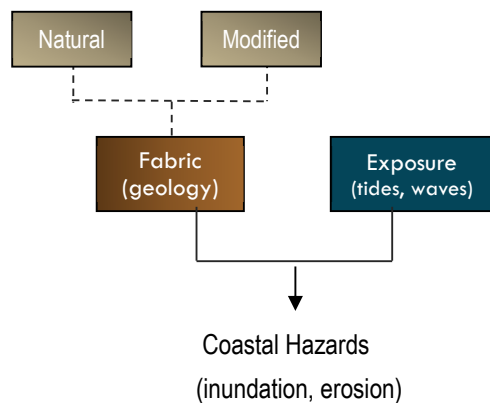 Natural
Modified
Fabric
(geology)
Exposure
(tides, waves)
Coastal Hazards
(inundation, erosion)